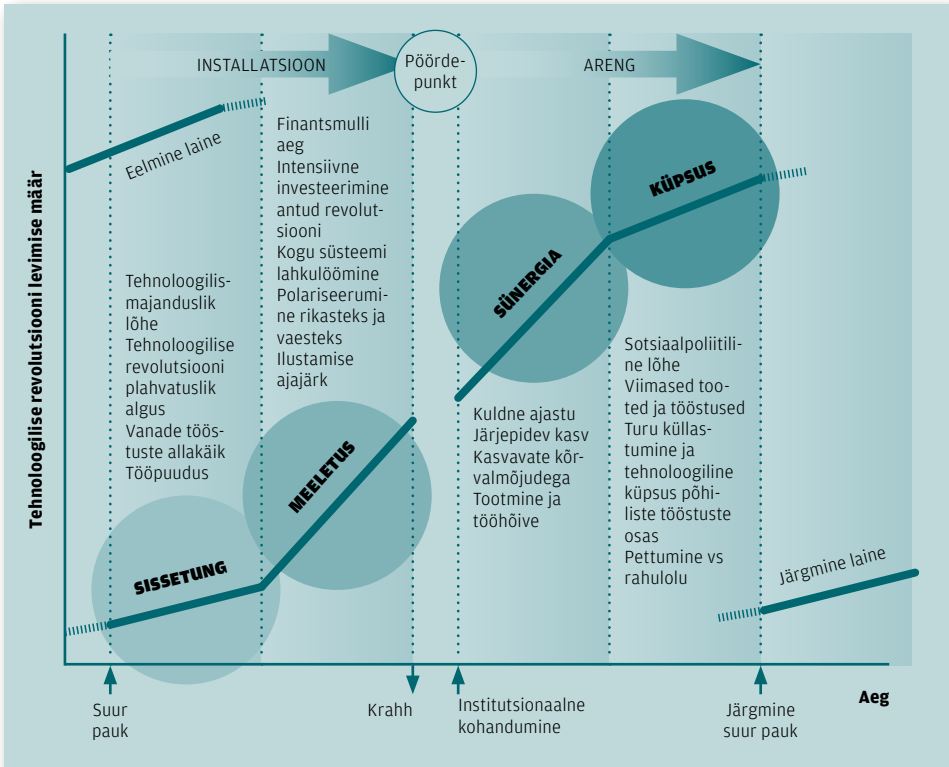 INSTALLATSIOON
Pöörde-
punkt
ARENG
Tehnoloogilise revolutsiooni levimise määr
Eelmine laine
Tehnoloogilis-
majanduslik
lõhe
Tehnoloogilise
revolutsiooni
plahvatuslik
algus
Vanade töös-
tuste allakäik
Tööpuudus
SISSETUNG
Finantsmulli
aeg
Intensiivne
investeerimine
antud revolut-
siooni
Kogu süsteemi
lahkulöömine
Polariseerumi-
ne rikasteks ja
vaesteks
Ilustamise
ajajärk
MEELETUS
SÜNERGIA
Kuldne ajastu
Järjepidev kasv
Kasvavate kõr-
valmõjudega
Tootmine ja
tööhõive
KÜPSUS
Sotsiaalpoliitili-
ne lõhe
Viimased too-
ted ja tööstused
Turu küllas-
tumine ja
tehnoloogiline
küpsus põhi-
liste tööstuste
osas
Pettumine vs
rahulolu
Järgmine laine
Suur
pauk
Krahh
Institutsionaalne
kohandumine
Järgmine
suur pauk
Aeg